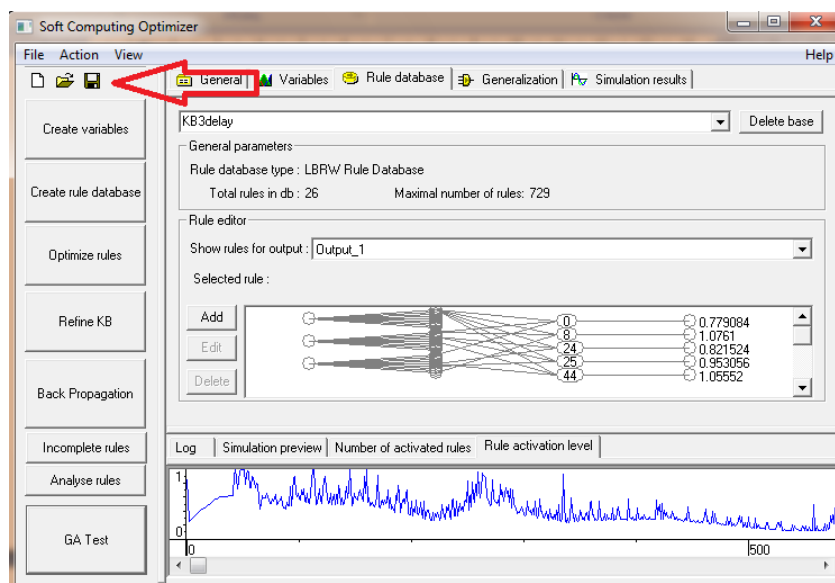 Soft Computing Optimizer
File Action View Help
General Variables Rule database Generalization Simulation results
Create variables
Create rule database
Optimize rules
Refine KB
Back Propagation
Incomplete rules
Analyse rules
GA Test
KB3delay
Delete base
General parameters
Rule database type : LBRW Rule Database
Total rules in db : 26 Maximal number of rules: 729
Rule editor
Show rules for output : Output_1
Selected rule :
Add
Edit
Delete
0 0.779084
8 1.0761
24 0.821524
25 0.953056
44 1.05552
Log Simulation preview Number of activated rules Rule activation level
1
0
0 500